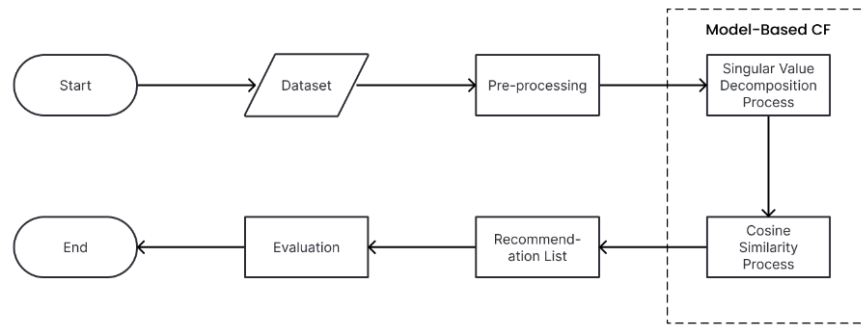 Model-Based CF
Start
Dataset
Pre-processing
Singular Value
Decomposition
Process
End
Evaluation
Recommend-
ation List
Cosine
Similarity
Process